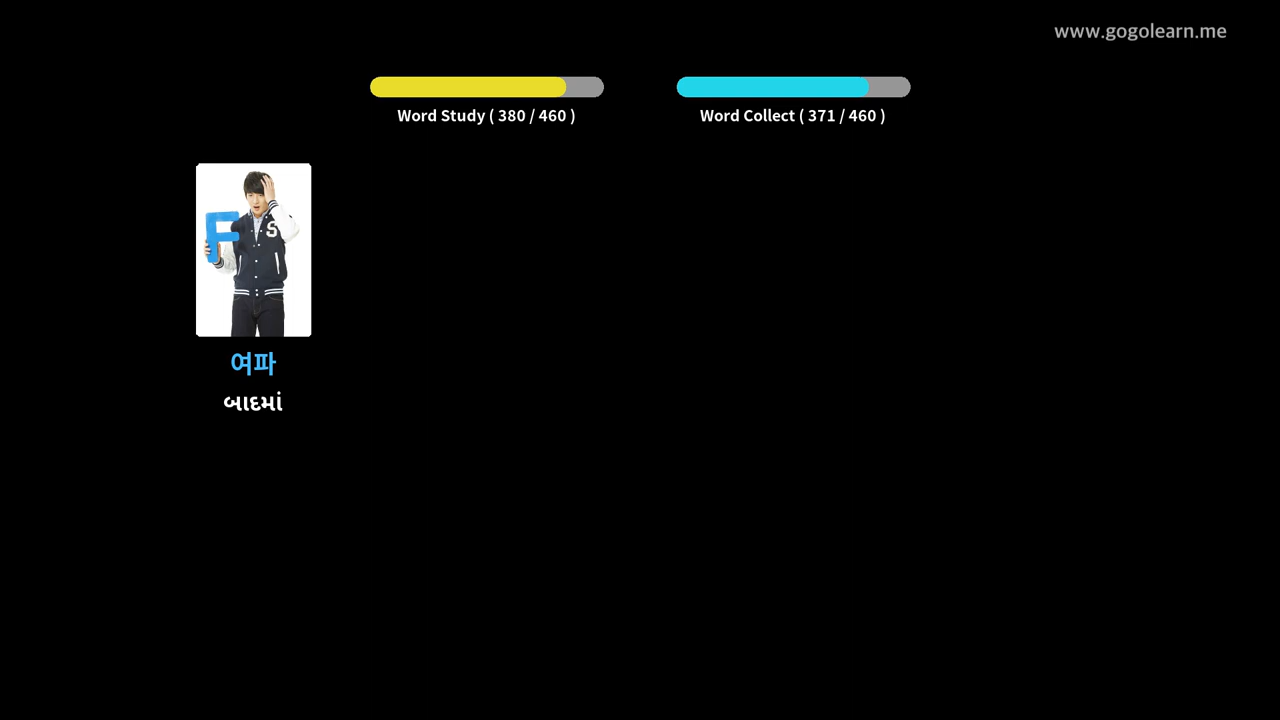 www.gogolearn.me
Word Study ( 380 / 460 )
Word Collect ( 371 / 460 )
F
S
여파
બાદમાં